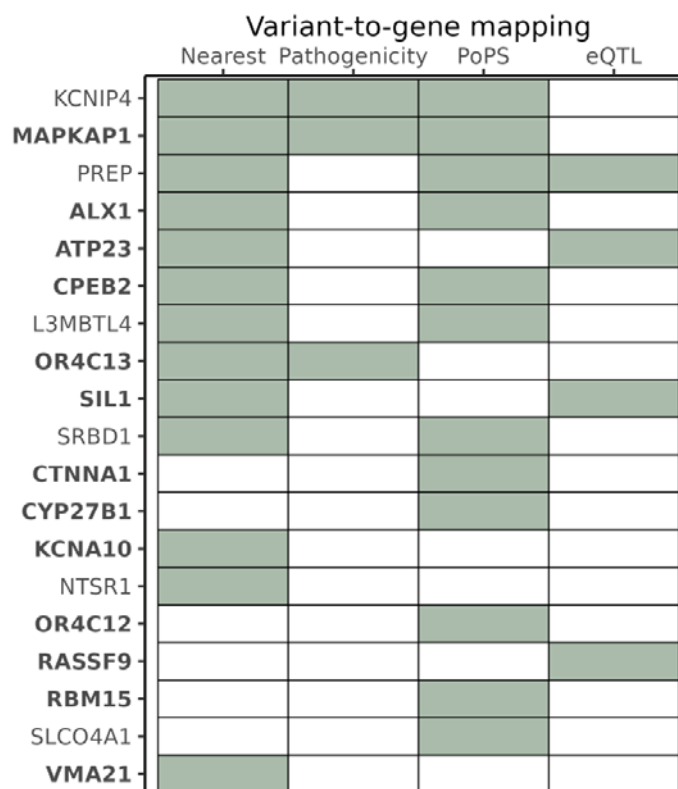 Variant-to-gene mapping
Nearest Pathogenicity PoPS eQTL
KCNIP4
MAPKAP1
PREP
ALX1
ATP23
CPEB2
L3MBTL4
OR4C13
SIL1
SRBD1
CTNNA1
CYP27B1
KCNA10
NTSR1
OR4C12
RASSF9
RBM15
SLCO4A1
VMA21